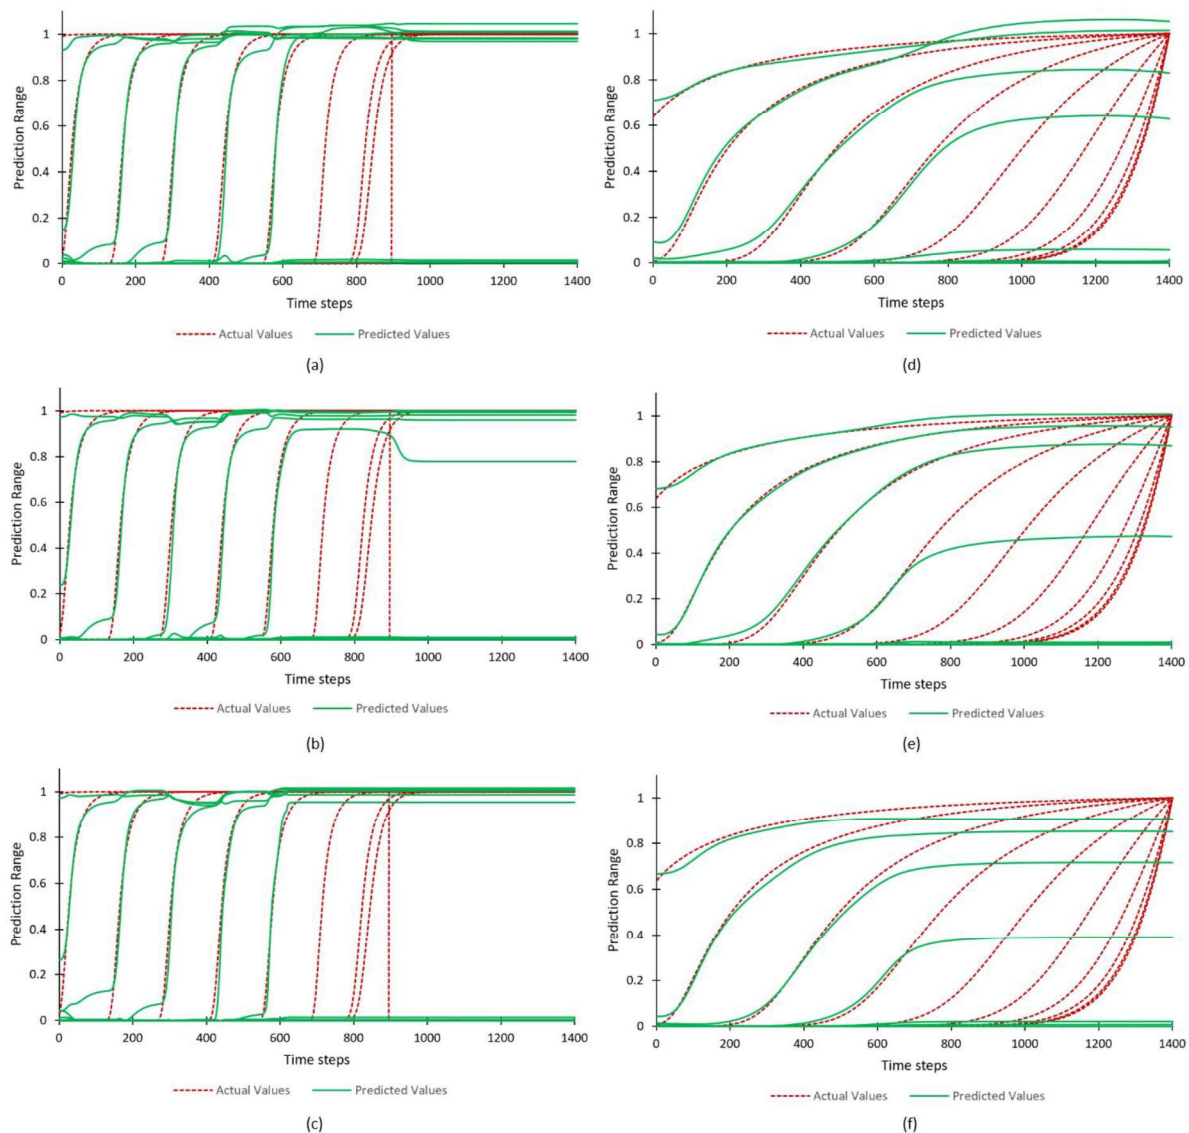 Prediction Range
1
0.8
0.6
0.4
0.2
0
0 200 400 600 800 1000 1200 1400
Time steps
Actual Values Predicted Values
(a)
Prediction Range
1
0.8
0.6
0.4
0.2
0
0 200 400 600 800 1000 1200 1400
Time steps
Actual Values Predicted Values
(d)
Prediction Range
1
0.8
0.6
0.4
0.2
0
0 200 400 600 800 1000 1200 1400
Time steps
Actual Values Predicted Values
(b)
Prediction Range
1
0.8
0.6
0.4
0.2
0
0 200 400 600 800 1000 1200 1400
Time steps
Actual Values Predicted Values
(e)
Prediction Range
1
0.8
0.6
0.4
0.2
0
0 200 400 600 800 1000 1200 1400
Time steps
Actual Values Predicted Values
(c)
Prediction Range
1
0.8
0.6
0.4
0.2
0
0 200 400 600 800 1000 1200 1400
Time steps
Actual Values Predicted Values
(f)